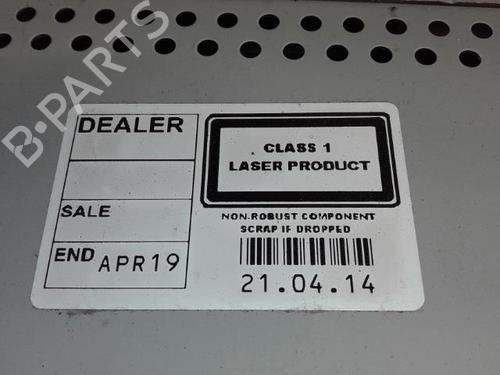 DEALER
CLASS 1
LASER PRODUCT
SALE
NON-ROBUST COMPONENT
SCRAP IF DROPPED
END APR19
21.04.14
B-PARTS